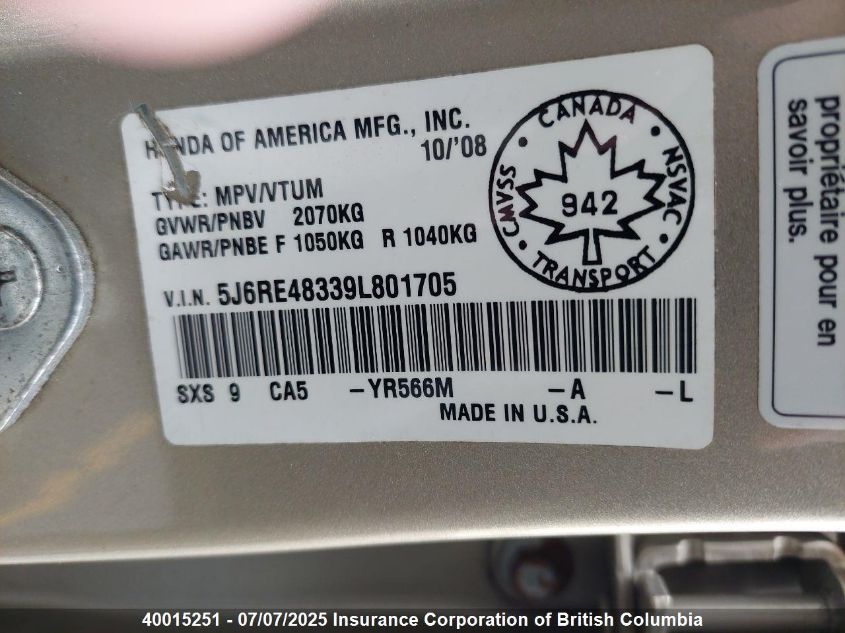 HONDA OF AMERICA MFG., INC.
10/'08
TYPE: MPV/VTUM
GVWR/PNBV 2070KG
GAWR/PNBE F 1050KG R 1040KG
V.I.N. 5J6RE48339L801705
SXS 9 CA5 -YR566M -A -L
MADE IN U.S.A.
CANADA
CMVSS
942
NSVAC
TRANSPORT
propriétaire pour en
savoir plus.
40015251 - 07/07/2025 Insurance Corporation of British Columbia